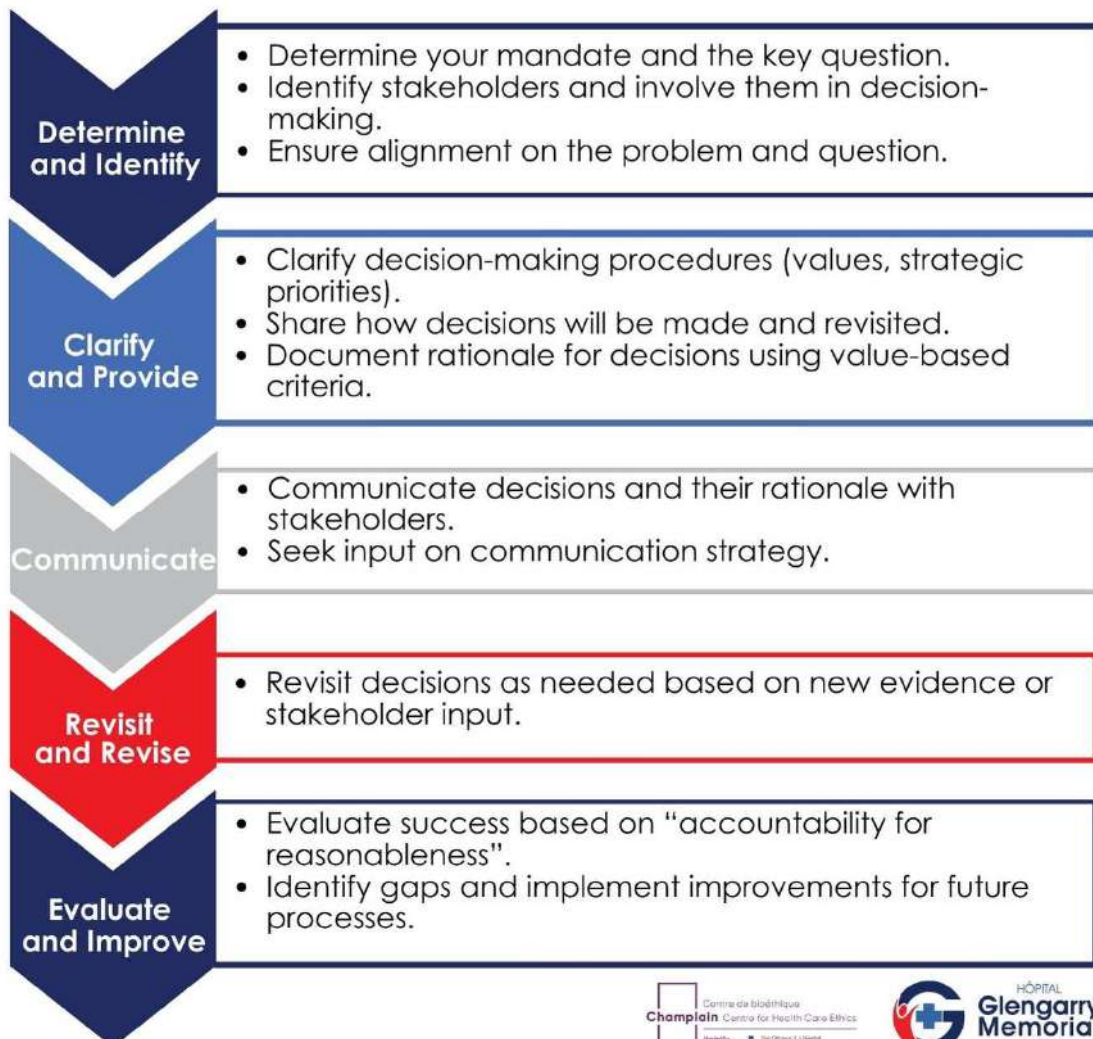 Determine
and Identify
• Determine your mandate and the key question.
• Identify stakeholders and involve them in decision-
making.
• Ensure alignment on the problem and question.
Clarify
and Provide
• Clarify decision-making procedures (values, strategic
priorities).
• Share how decisions will be made and revisited.
• Document rationale for decisions using value-based
criteria.
Communicate
• Communicate decisions and their rationale with
stakeholders.
• Seek input on communication strategy.
Revisit
and Revise
• Revisit decisions as needed based on new evidence or
stakeholder input.
Evaluate
and Improve
• Evaluate success based on “accountability for
reasonableness”.
• Identify gaps and implement improvements for future
processes.
Centre de bioéthique
Champlain Centre for Health Care Ethics
HÔPITAL
Glengarry
Memorial